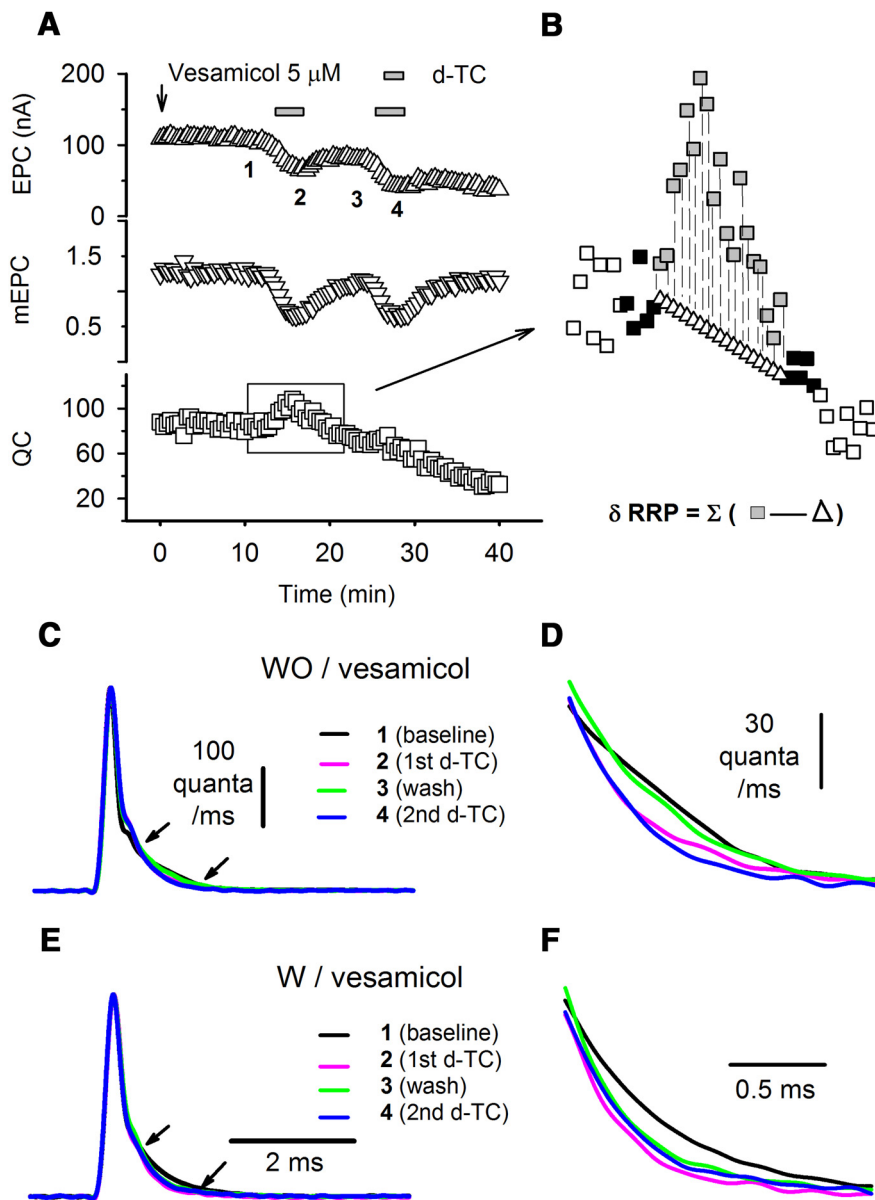 A
B
Vesamicol 5 μM
d-TC
EPC (nA)
200
100
0
1
2
3
4
mEPC
1.5
0.5
QC
100
60
20
0
10
20
30
40
Time (min)
δ RRP = Σ ( — Δ)
C
D
WO / vesamicol
100
quanta
/ms
1 (baseline)
2 (1st d-TC)
3 (wash)
4 (2nd d-TC)
30
quanta
/ms
E
F
W / vesamicol
1 (baseline)
2 (1st d-TC)
3 (wash)
4 (2nd d-TC)
2 ms
0.5 ms